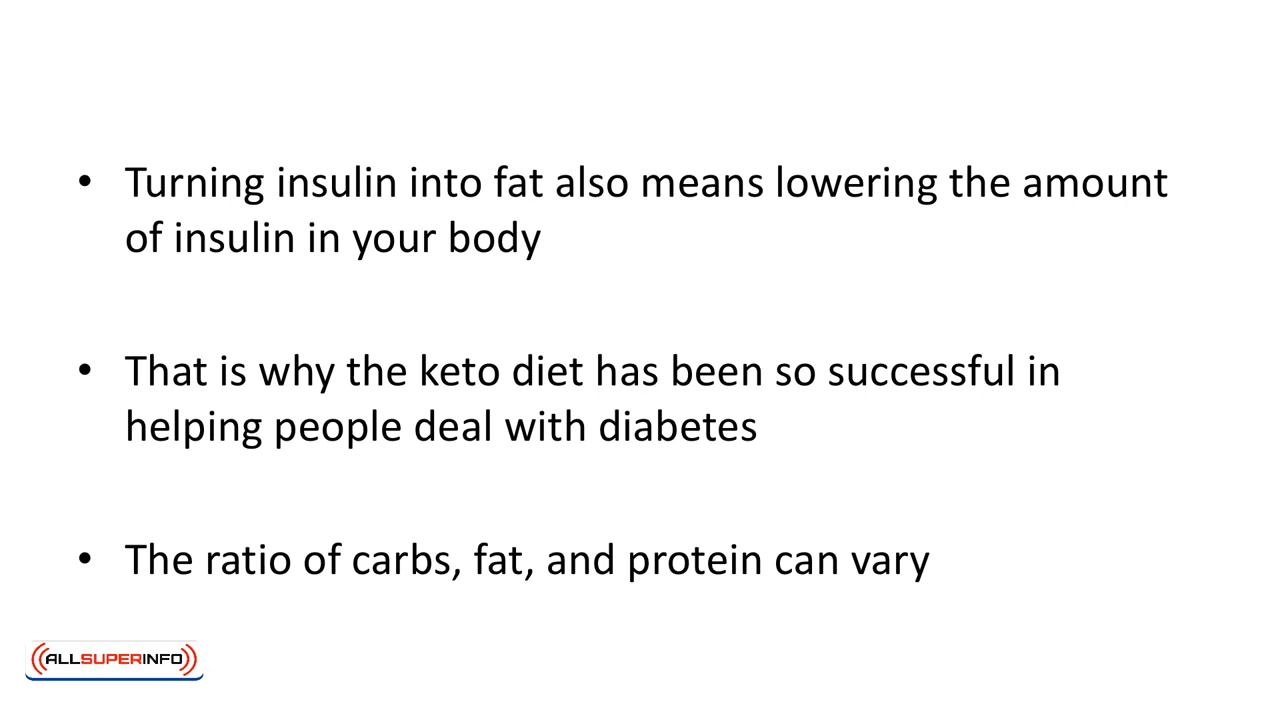 • Turning insulin into fat also means lowering the amount
of insulin in your body
• That is why the keto diet has been so successful in
helping people deal with diabetes
• The ratio of carbs, fat, and protein can vary
ALLSUPERINFO